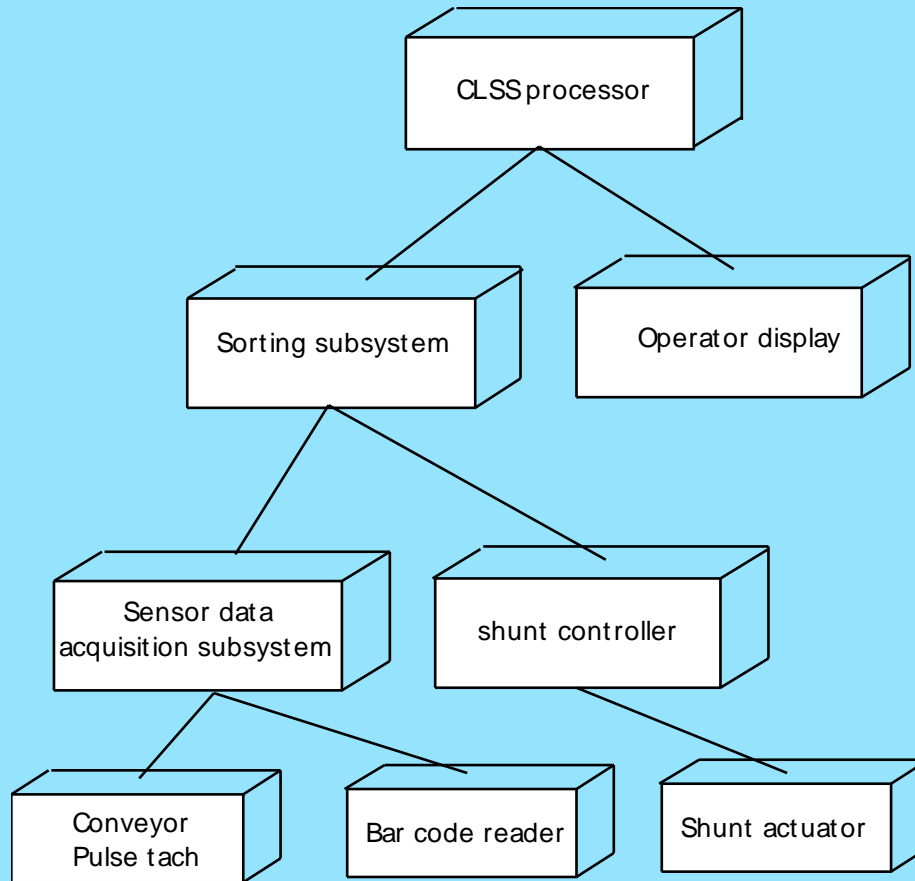 CLSS processor
Sorting subsystem
Operator display
Sensor data
acquisition subsystem
shunt controller
Conveyor
Pulse tach
Bar code reader
Shunt actuator